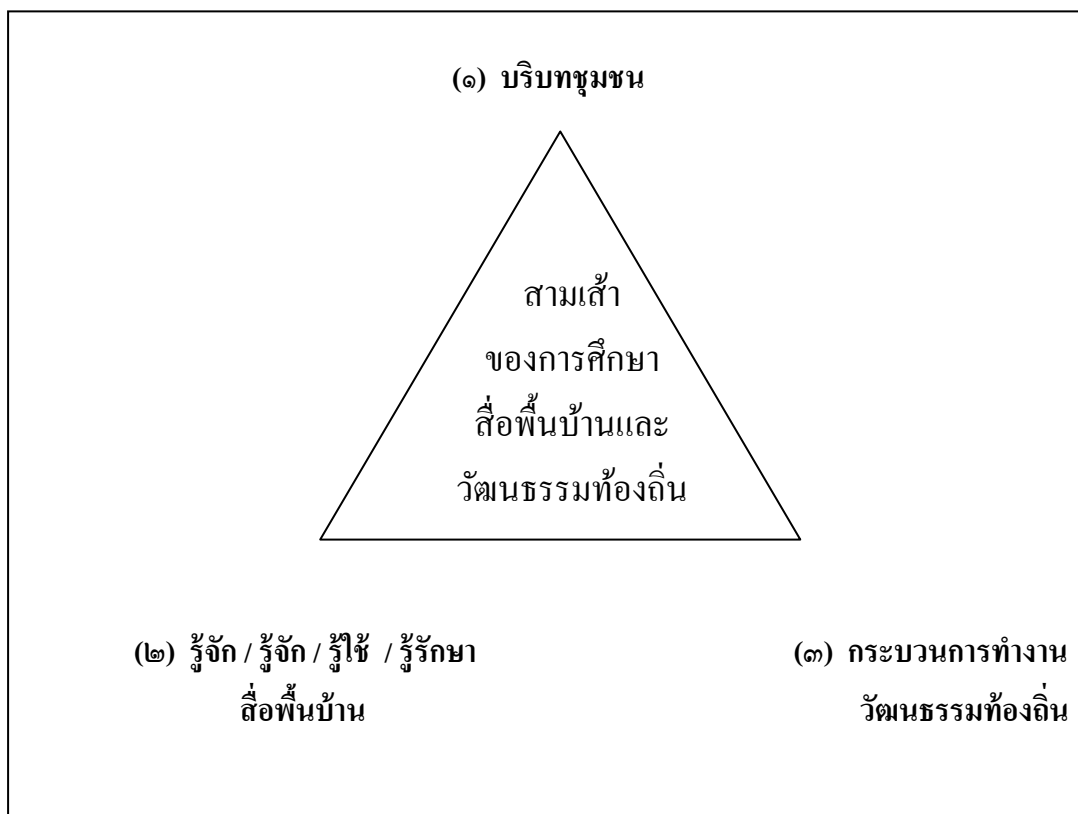 (๑) บริบทชุมชน
สามเส้า
ของการศึกษา
สื่อพื้นบ้านและ
วัฒนธรรมท้องถิ่น
(๒) รู้จัก / รู้จัก / รู้ใช้ / รู้รักษา
สื่อพื้นบ้าน
(๓) กระบวนการทำงาน
วัฒนธรรมท้องถิ่น